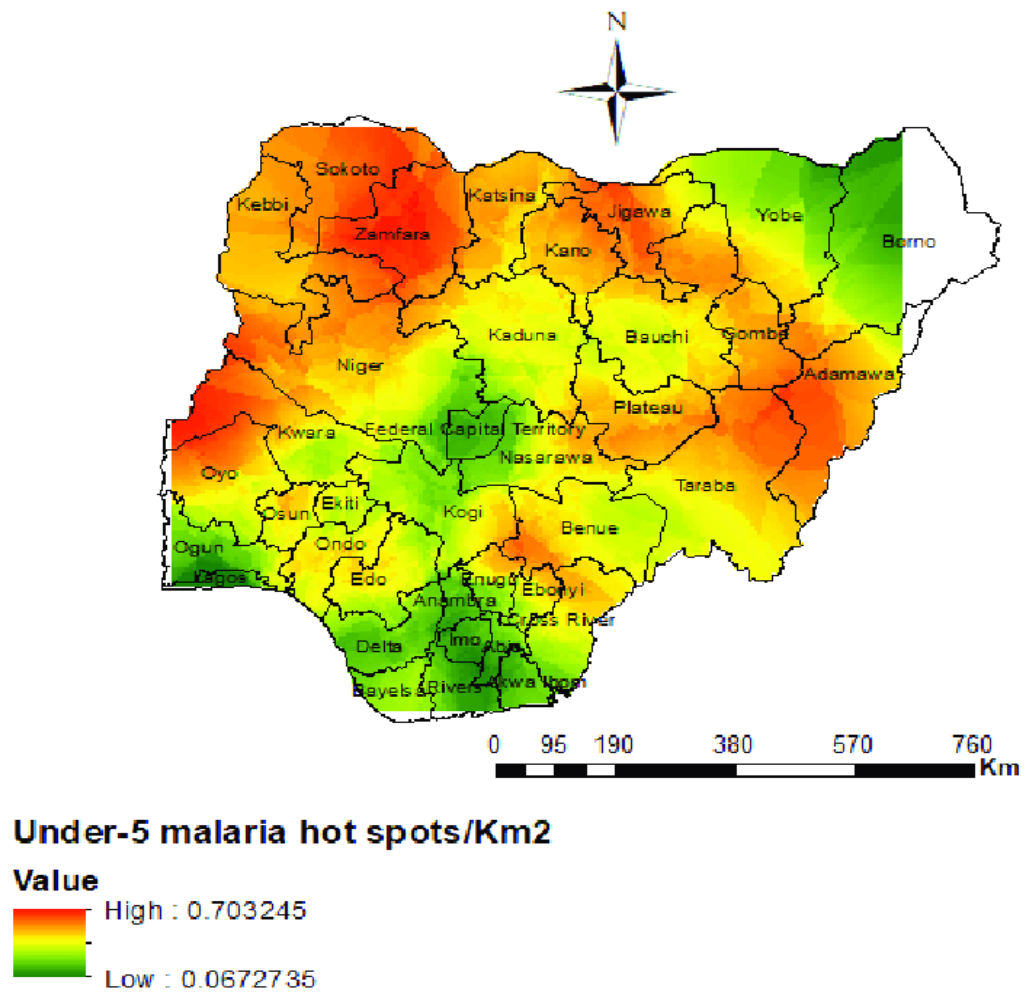 N
Sokoto
Kebbi
Katsina
Jigawa
Zamfara
Yobe
Kano
Borno
Kaduna
Bauchi
Gombe
Niger
Adamawa
Plateau
Kwara
Federal Capital Territory
Nasarawa
Oyo
Taraba
Ekiti
Osun
Kogi
Benue
Ogun
Ondo
Lagos
Edo
Enugu
Ebonyi
Anambra
Cross River
Imo
Abia
Delta
Akwa Ibom
Bayelsa
Rivers
0 95 190 380 570 760
Km
Under-5 malaria hot spots/Km2
Value
High : 0.703245
Low : 0.0672735